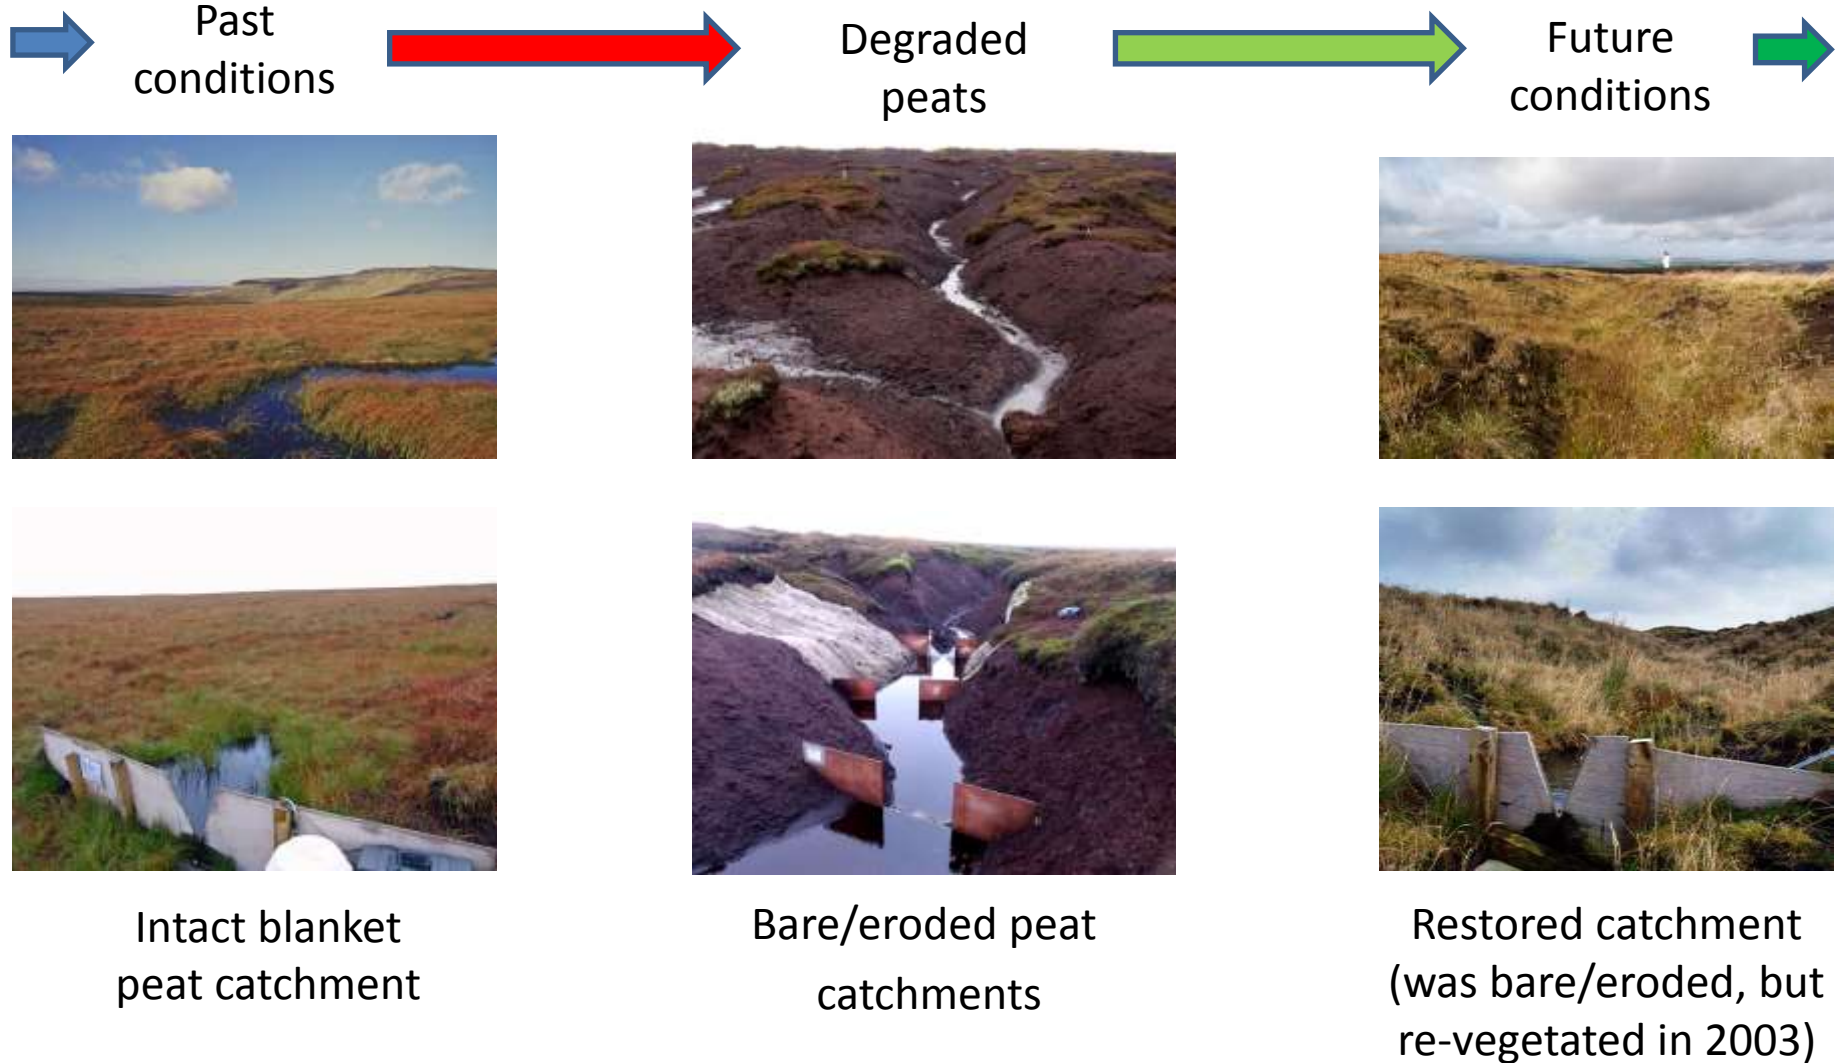 Past
conditions
Degraded
peats
Future
conditions
Intact blanket
peat catchment
Bare/eroded peat
catchments
Restored catchment
(was bare/eroded, but
re-vegetated in 2003)